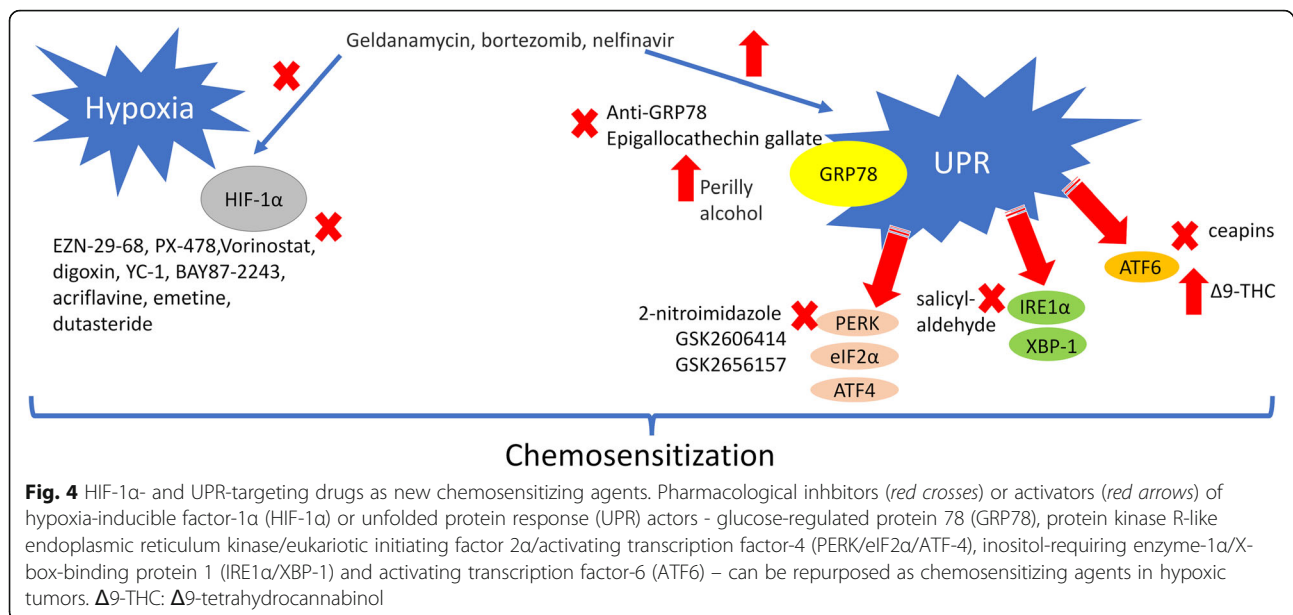 Geldanamycin, bortezomib, nelfinavir
Hypoxia
HIF-1α
EZN-29-68, PX-478,Vorinostat,
digoxin, YC-1, BAY87-2243,
acriflavine, emetine,
dutasteride
Anti-GRP78
Epigallocathechin gallate
Perilly
alcohol
GRP78
UPR
2-nitroimidazole
GSK2606414
GSK2656157
PERK
eIF2α
ATF4
salicyl-
aldehyde
IRE1α
XBP-1
ATF6
ceapins
Δ9-THC
Chemosensitization
Fig. 4 HIF-1α- and UPR-targeting drugs as new chemosensitizing agents. Pharmacological inhbitors (red crosses) or activators (red arrows) of
hypoxia-inducible factor-1α (HIF-1α) or unfolded protein response (UPR) actors - glucose-regulated protein 78 (GRP78), protein kinase R-like
endoplasmic reticulum kinase/eukariotic initiating factor 2α/activating transcription factor-4 (PERK/eIF2α/ATF-4), inositol-requiring enzyme-1α/X-
box-binding protein 1 (IRE1α/XBP-1) and activating transcription factor-6 (ATF6) – can be repurposed as chemosensitizing agents in hypoxic
tumors. Δ9-THC: Δ9-tetrahydrocannabinol